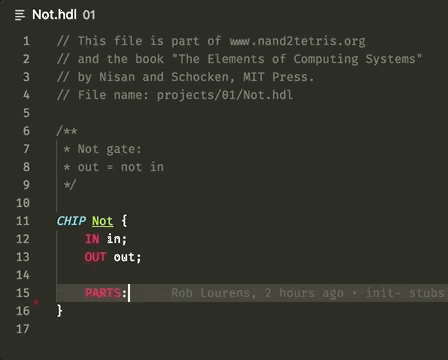 Not.hdl 01
1 // This file is part of www.nand2tetris.org
2 // and the book "The Elements of Computing Systems"
3 // by Nisan and Schocken, MIT Press.
4 // File name: projects/01/Not.hdl
5
6 /**
7 * Not gate:
8 * out = not in
9 */
10
11 CHIP Not {
12 IN in;
13 OUT out;
14
15 PARTS: Rob Lourens, 2 hours ago • init- stubs
16 }
17